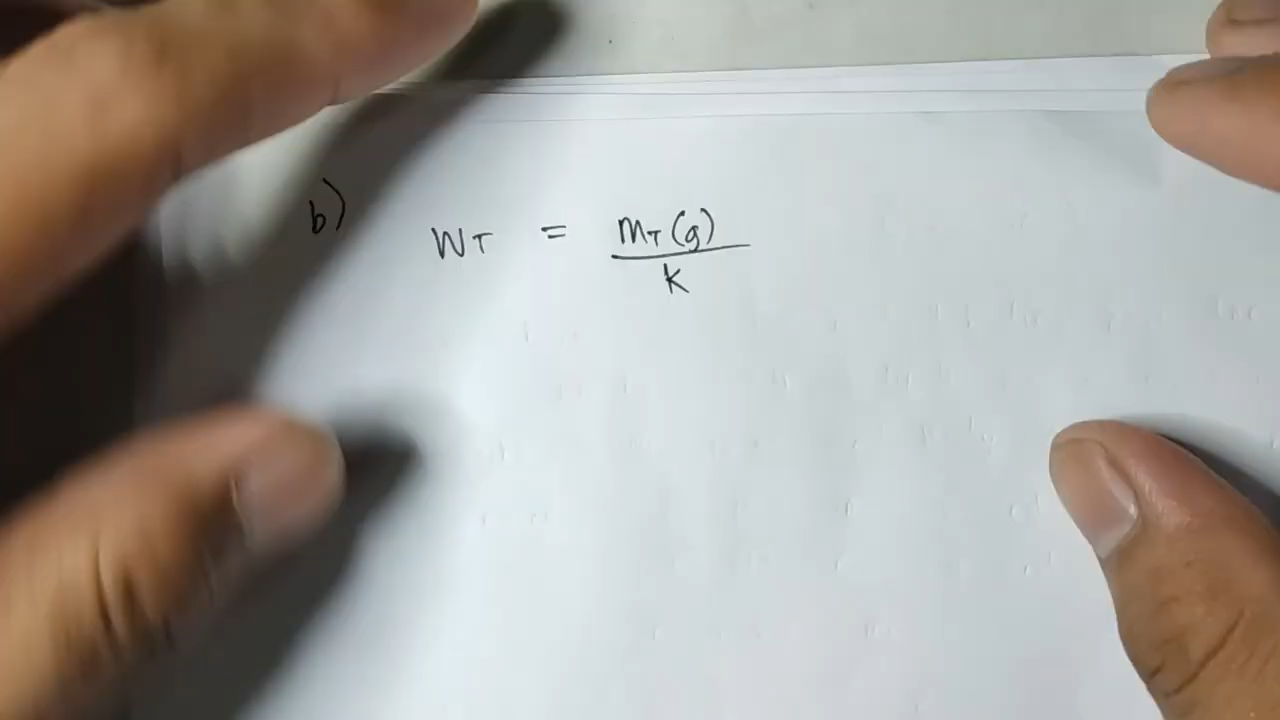 b) WT = mT(g)
k